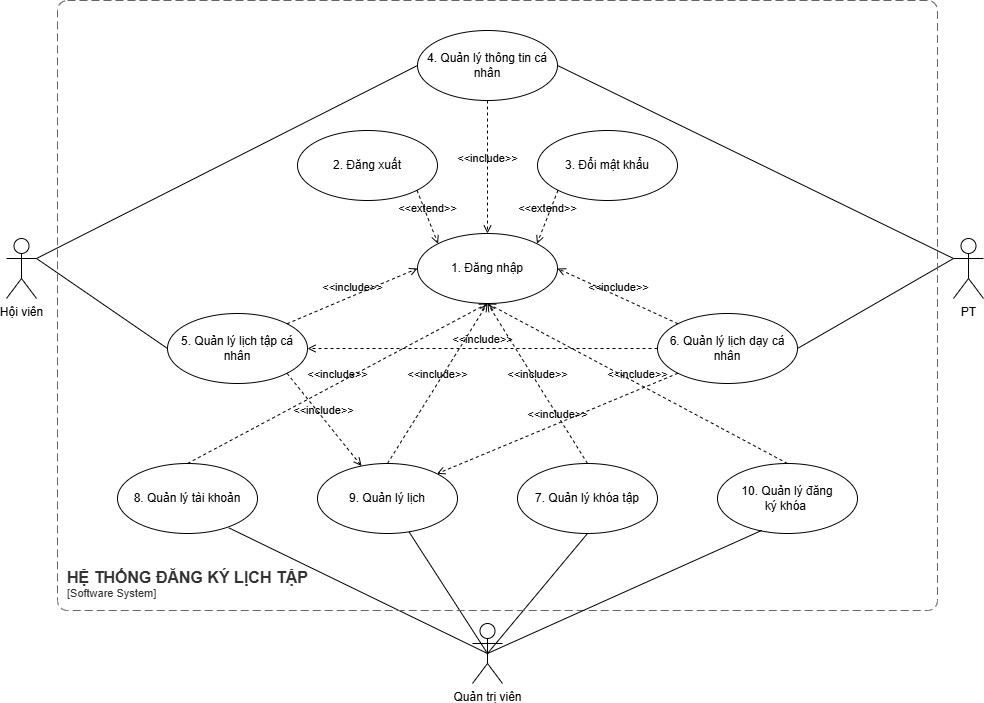 4. Quản lý thông tin cá
nhân
<<include>>
2. Đăng xuất
3. Đổi mật khẩu
<<extend>>
<<extend>>
1. Đăng nhập
Hội viên
PT
<<include>>
<<include>>
5. Quản lý lịch tập cá
nhân
<<include>>
6. Quản lý lịch dạy cá
nhân
<<include>>
<<include>>
<<include>>
<<include>>
<<include>>
<<include>>
8. Quản lý tài khoản
9. Quản lý lịch
7. Quản lý khóa tập
10. Quản lý đăng
ký khóa
HỆ THỐNG ĐĂNG KÝ LỊCH TẬP
[Software System]
Quản trị viên